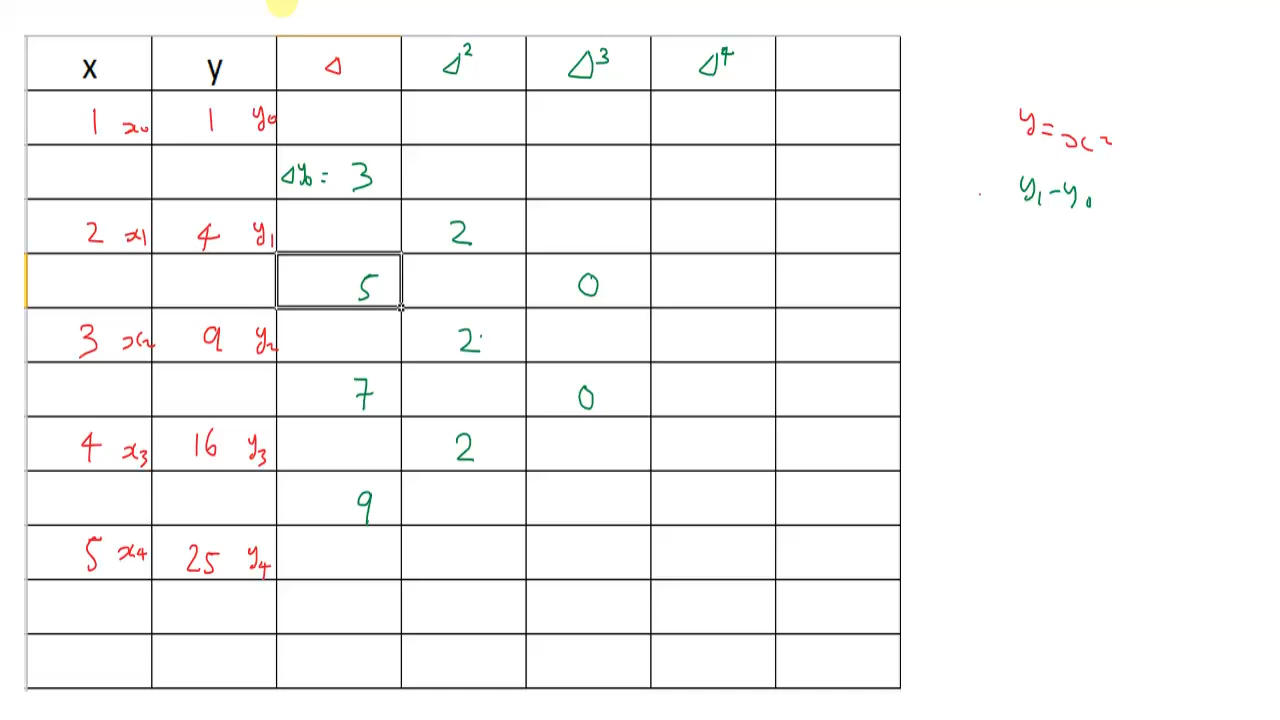 x y Δ Δ² Δ³ Δ⁴
1 x₀ 1 y₀
Δy₀ = 3
2 x₁ 4 y₁ 2
5 0
3 x₂ 9 y₂ 2
7 0
4 x₃ 16 y₃ 2
9
5 x₄ 25 y₄
y = x²
y₁ - y₀